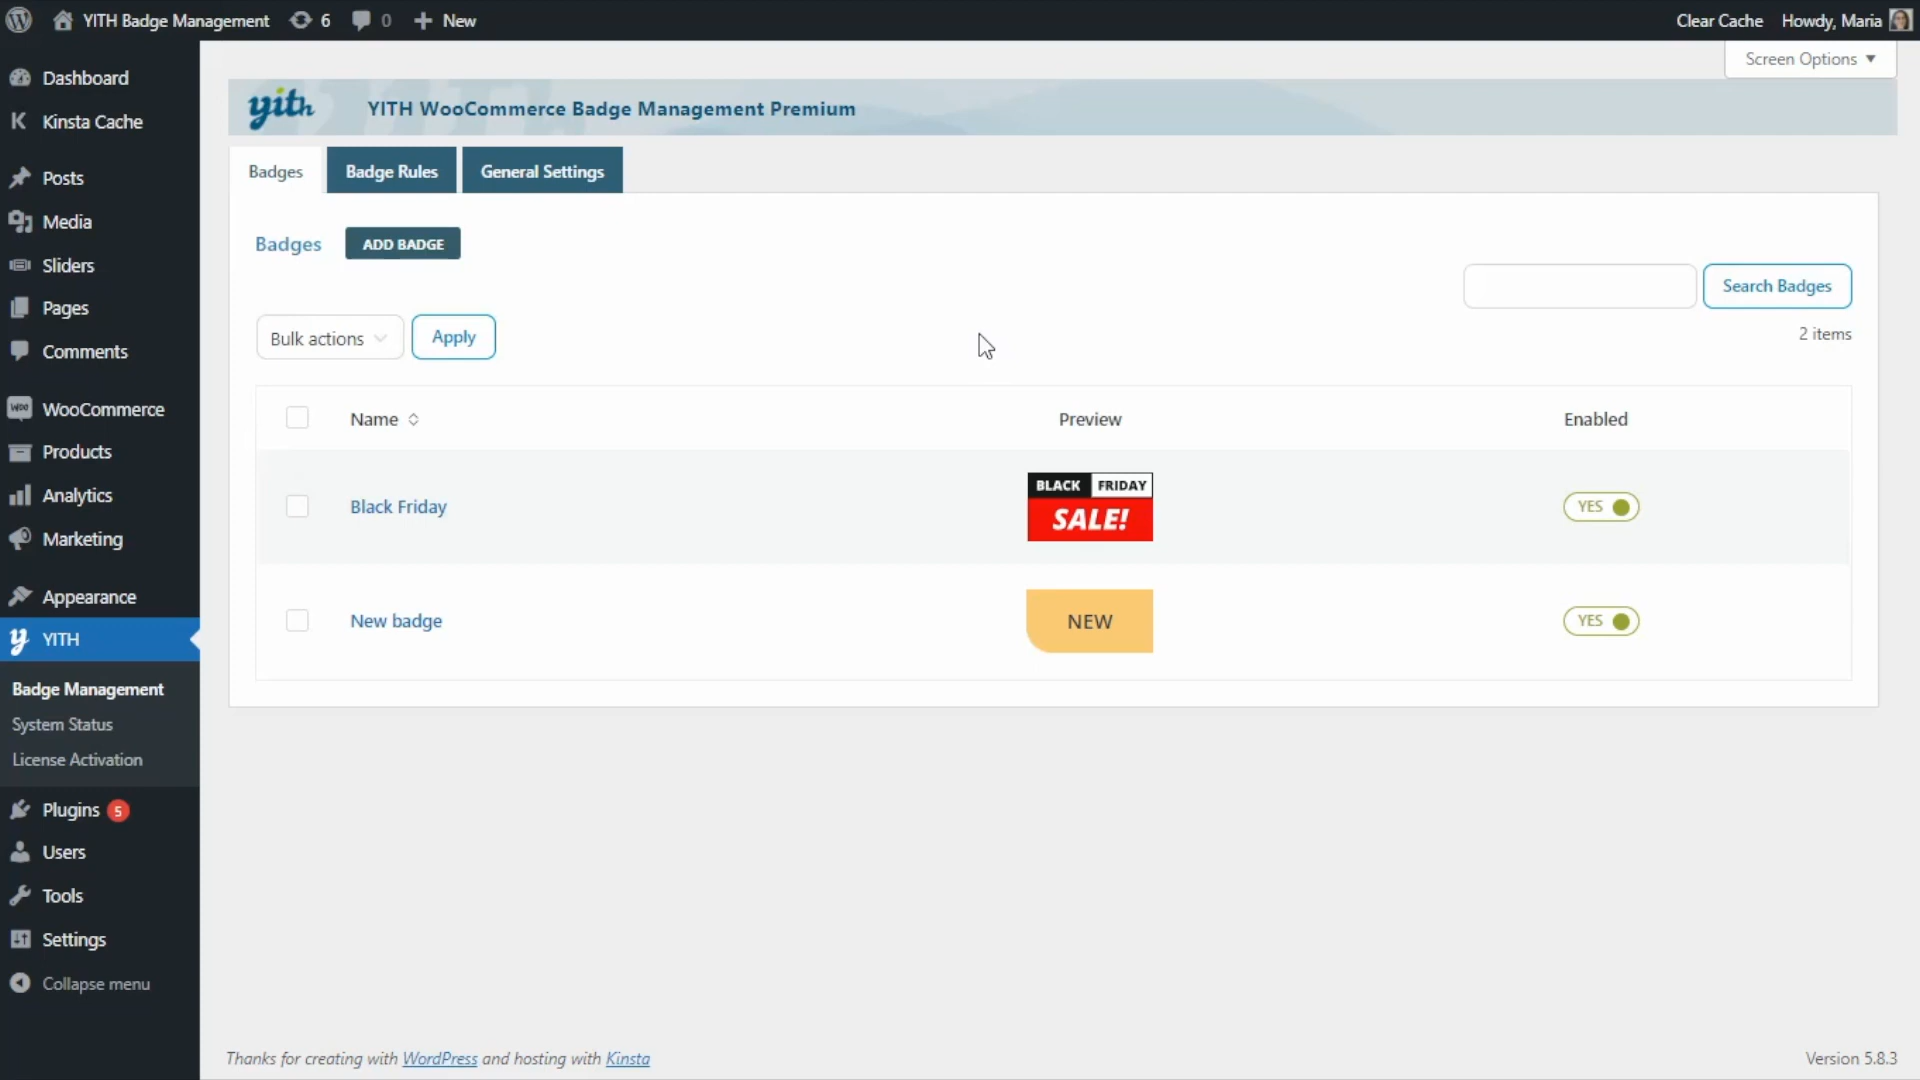 YITH Badge Management 6 0 New Clear Cache Howdy, Maria
Screen Options
Dashboard
Kinsta Cache
Posts
Media
Sliders
Pages
Comments
WooCommerce
Products
Analytics
Marketing
Appearance
YITH
Badge Management
System Status
License Activation
Plugins 5
Users
Tools
Settings
Collapse menu
yith YITH WooCommerce Badge Management Premium
Badges Badge Rules General Settings
Badges ADD BADGE
Search Badges
2 items
Bulk actions Apply
Name Preview Enabled
Black Friday BLACK FRIDAY SALE! YES
New badge NEW YES
Thanks for creating with WordPress and hosting with Kinsta Version 5.8.3